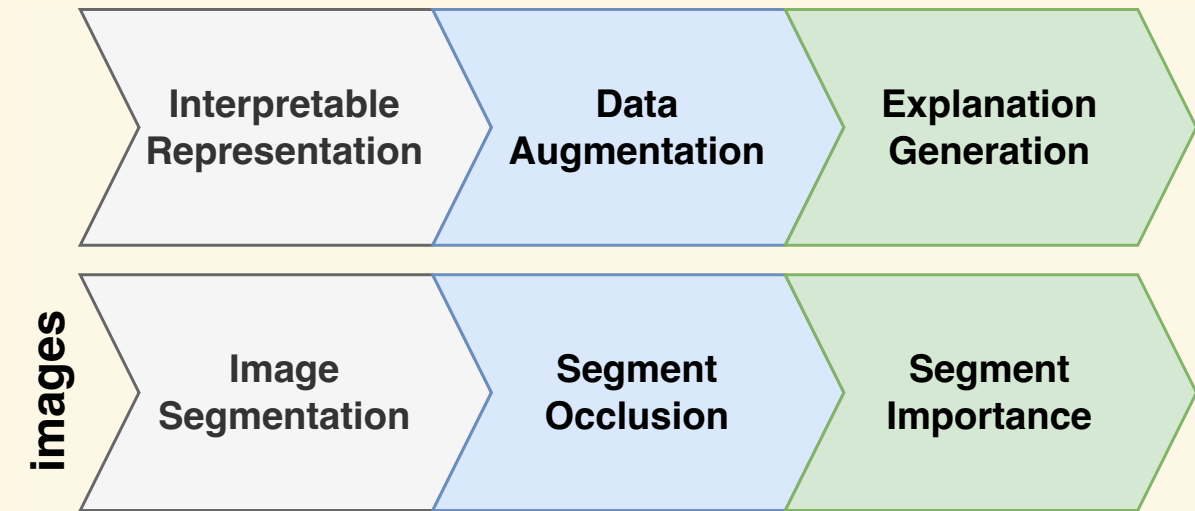 Interpretable
Representation
Data
Augmentation
Explanation
Generation
images
Image
Segmentation
Segment
Occlusion
Segment
Importance